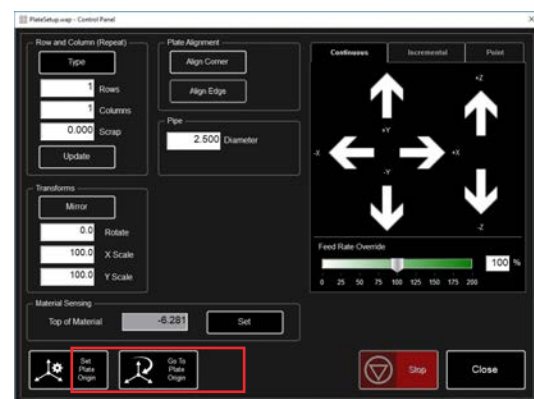 PlateSetup.wap - Control Panel
Row and Column (Repeat)
Type
1 Rows
1 Columns
0.000 Scrap
Update
Plate Alignment
Align Corner
Align Edge
Pipe
2.500 Diameter
Transforms
Mirror
0.0 Rotate
100.0 X Scale
100.0 Y Scale
Material Sensing
Top of Material -6.281 Set
Continuous Incremental Point
+Y +Z
-X +X
-Y
-Z
Feed Rate Override
100 %
0 25 50 75 100 125 150 175 200
Set
Plate
Origin
Go To
Plate
Origin
Stop
Close